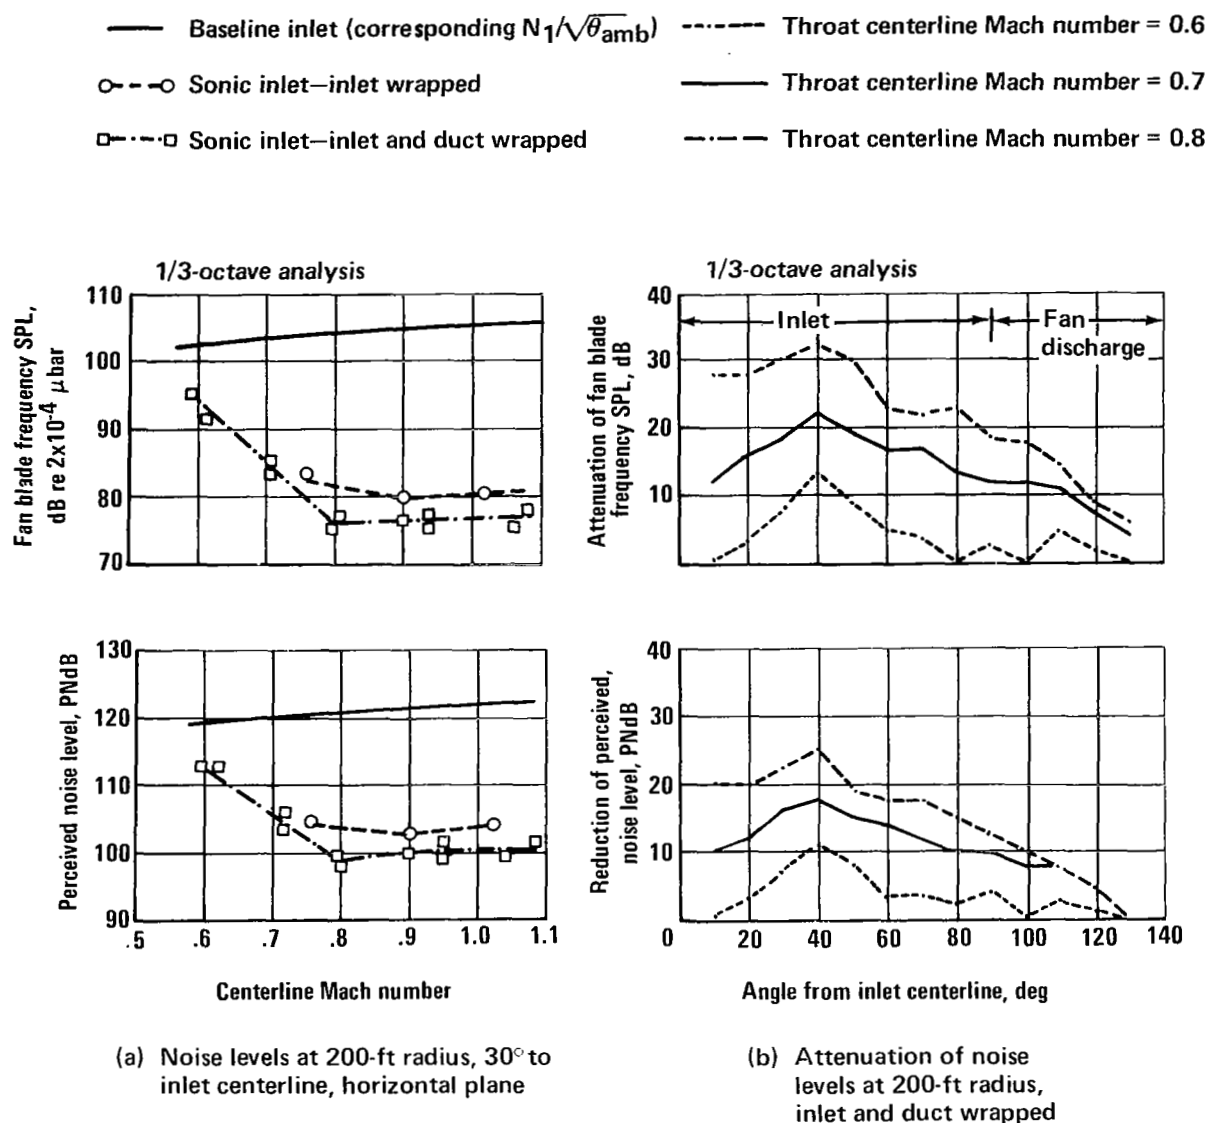 Baseline inlet (corresponding N1/√θamb)
Sonic inlet—inlet wrapped
Sonic inlet—inlet and duct wrapped
Throat centerline Mach number = 0.6
Throat centerline Mach number = 0.7
Throat centerline Mach number = 0.8
1/3-octave analysis
Fan blade frequency SPL,
dB re 2x10-4 μbar
110
100
90
80
70
Perceived noise level, PNdB
130
120
110
100
90
.5 .6 .7 .8 .9 1.0 1.1
Centerline Mach number
(a) Noise levels at 200-ft radius, 30° to
inlet centerline, horizontal plane
1/3-octave analysis
Attenuation of fan blade
frequency SPL, dB
40
30
20
10
Inlet
Fan
discharge
Reduction of perceived,
noise level, PNdB
40
30
20
10
0 20 40 60 80 100 120 140
Angle from inlet centerline, deg
(b) Attenuation of noise
levels at 200-ft radius,
inlet and duct wrapped